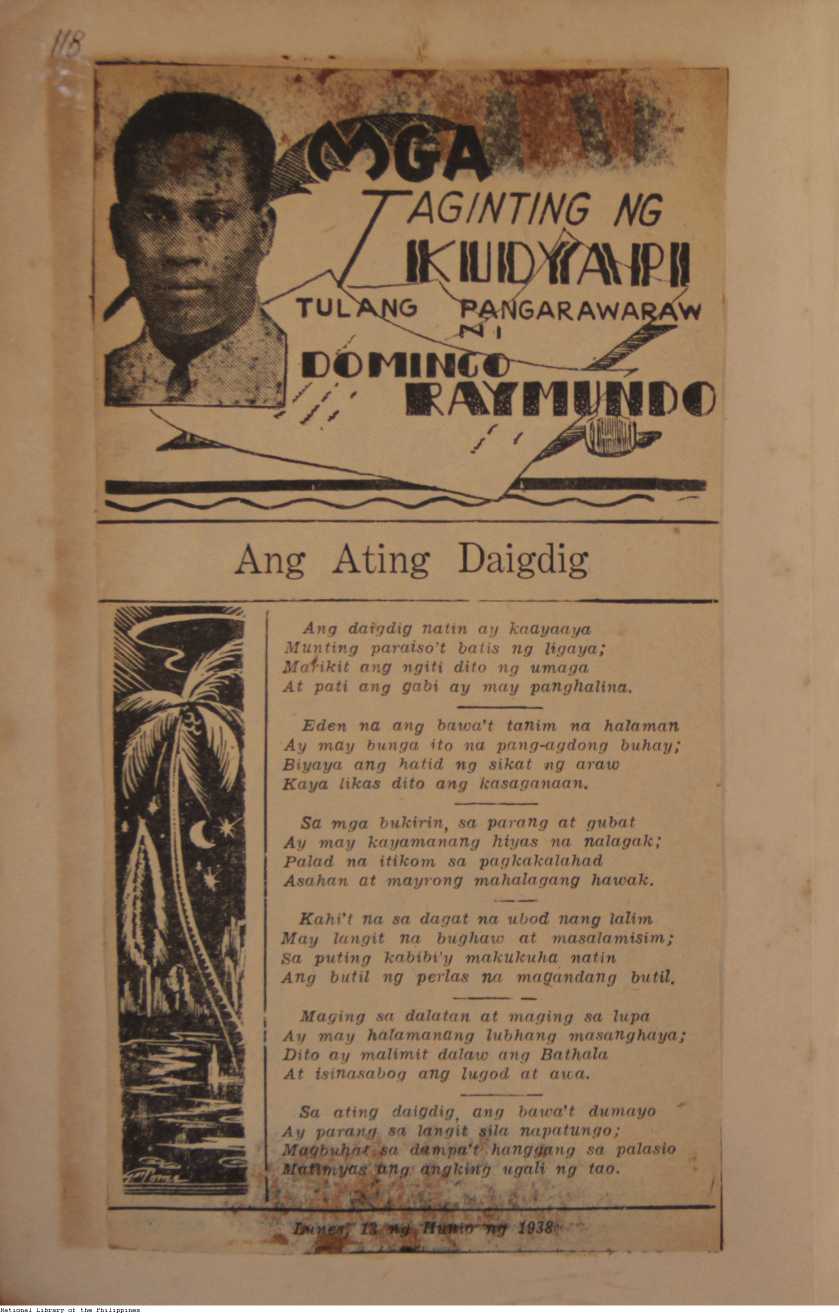 118
MGA
TAGINTING NG
KUDYAPI
TULANG PANGARAWARAW
NI
DOMINGO
RAYMUNDO
Ang Ating Daigdig
Ang daigdig natin ay kaayaaya
Munting paraiso't batis ng ligaya;
Marikit ang ngiti dito ng umaga
At pati ang gabi ay may panghalina.
Eden na ang bawa't tanim na halaman
Ay may bunga ito na pang-agdong buhay;
Biyaya ang hatid ng sikat ng araw
Kaya likas dito ang kasaganaan.
Sa mga bukirin, sa parang at gubat
Ay may kayamanang hiyas na nalagak;
Palad na itikom sa pagkakalahad
Asahan at mayrong mahalagang hawak.
Kahi't na sa dagat na ubod nang lalim
May langit na bughaw at masalamisim;
Sa puting kabibi'y makukuha natin
Ang butil ng perlas na magandang butil.
Maging sa dalatan at maging sa lupa
Ay may halamanang lubhang masanghaya;
Dito ay malimit dalaw ang Bathala
At isinasabog ang lugod at awa.
Sa ating daigdig, ang bawa't dumayo
Ay parang sa langit sila napatungo;
Magbuhat sa dampa't hanggang sa palasio
Matimyas ang angking ugali ng tao.
Lunes, 13 ng Hunio ng 1938
National Library of the Philippines